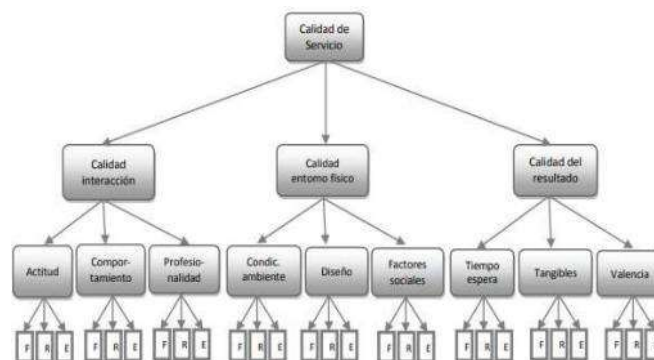 Calidad de
Servicio
Calidad
interacción
Calidad
entorno físico
Calidad del
resultado
Actitud
Compor-
tamiento
Profesio-
nalidad
Condic.
ambiente
Diseño
Factores
sociales
Tiempo
espera
Tangibles
Valencia
F R E F R E F R E F R E F R E F R E F R E F R E F R E